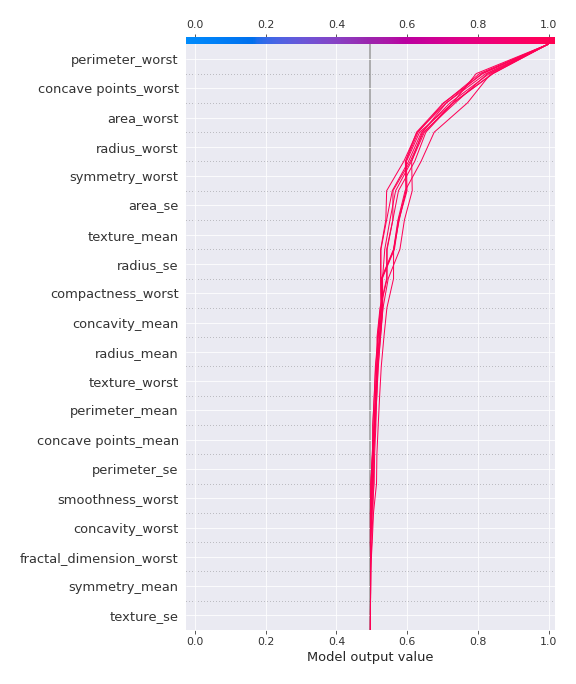 0.0 0.2 0.4 0.6 0.8 1.0
perimeter_worst
concave points_worst
area_worst
radius_worst
symmetry_worst
area_se
texture_mean
radius_se
compactness_worst
concavity_mean
radius_mean
texture_worst
perimeter_mean
concave points_mean
perimeter_se
smoothness_worst
concavity_worst
fractal_dimension_worst
symmetry_mean
texture_se
0.0 0.2 0.4 0.6 0.8 1.0
Model output value